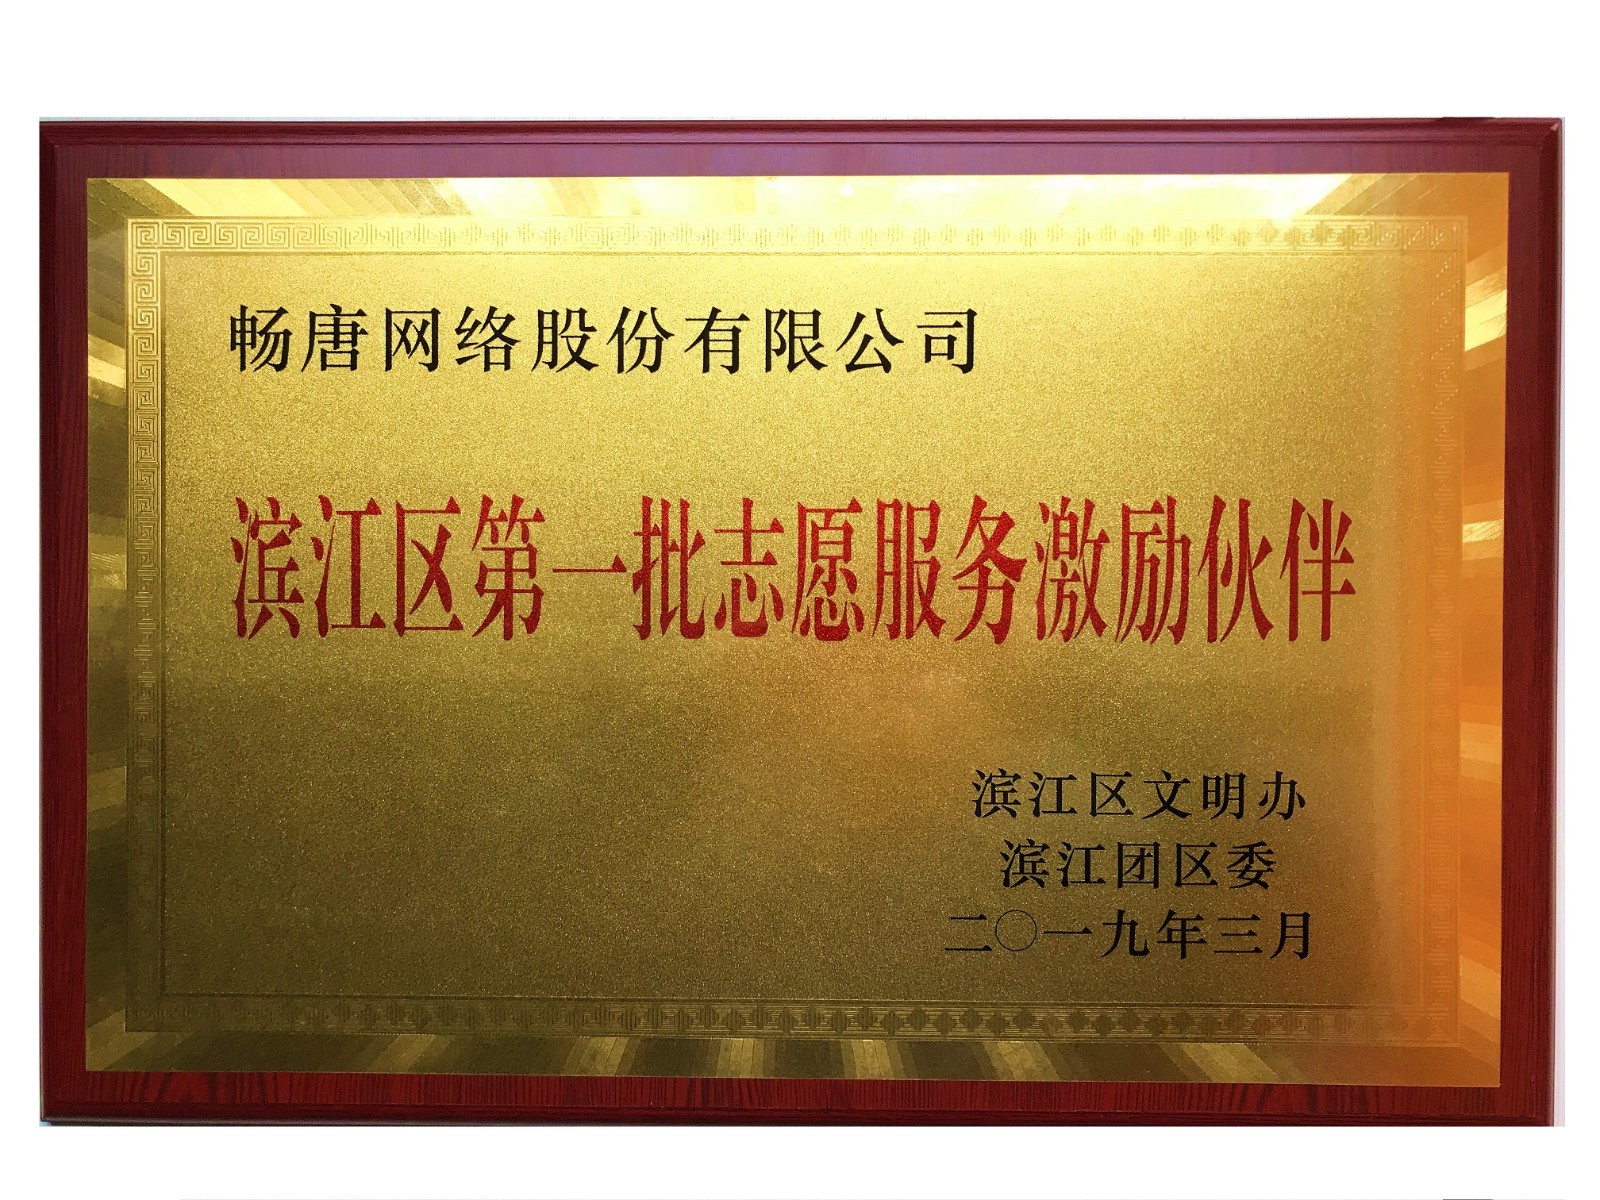 畅唐网络股份有限公司
滨江区第一批志愿服务激励伙伴
滨江区文明办
滨江团区委
二〇一九年三月